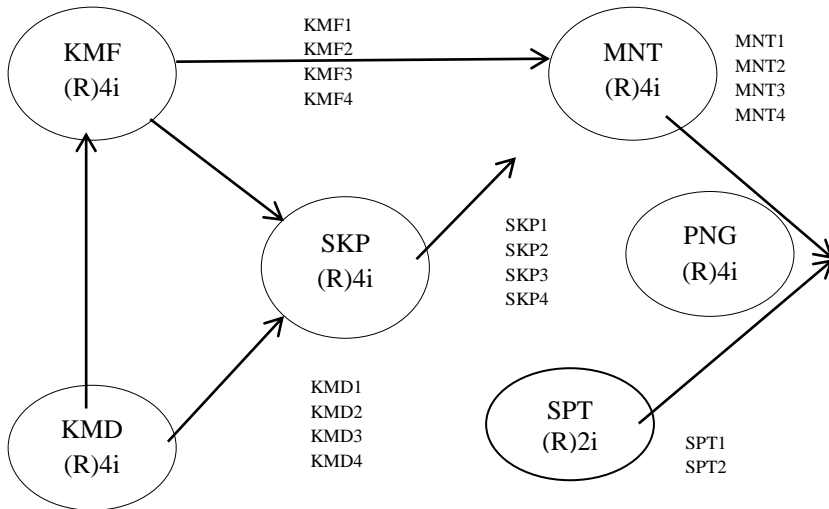 KMF
(R)4i
KMF1
KMF2
KMF3
KMF4
MNT
(R)4i
MNT1
MNT2
MNT3
MNT4
SKP
(R)4i
SKP1
SKP2
SKP3
SKP4
PNG
(R)4i
KMD
(R)4i
KMD1
KMD2
KMD3
KMD4
SPT
(R)2i
SPT1
SPT2